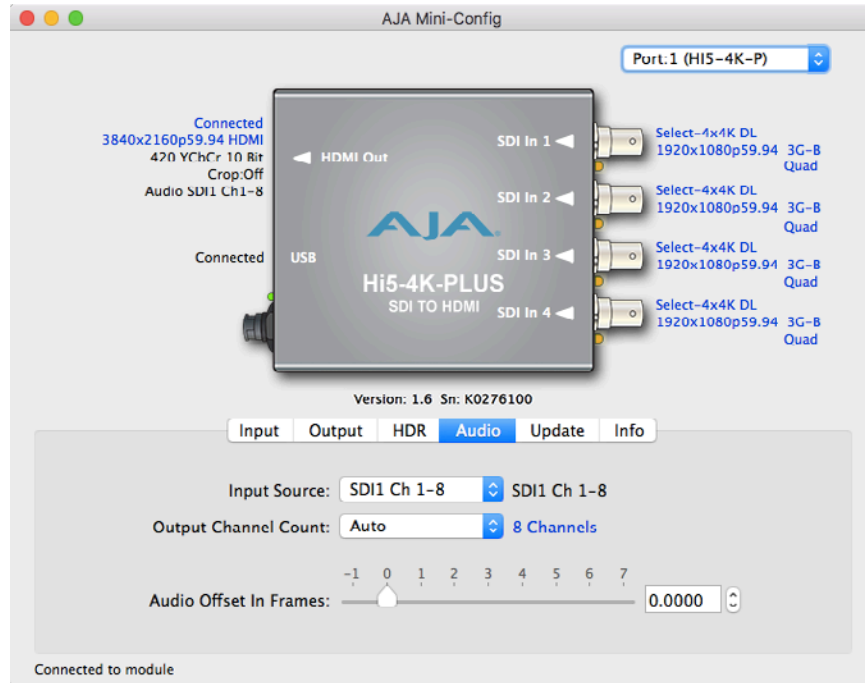 AJA Mini-Config
Port:1 (HI5-4K-P)
Connected
3840x2160p59.94 HDMI
420 YCbCr 10 Bit
Crop:Off
Audio SDI1 Ch1-8
Connected
HDMI Out
USB
AJA
Hi5-4K-PLUS
SDI TO HDMI
SDI In 1
SDI In 2
SDI In 3
SDI In 4
Select-4x4K DL
1920x1080p59.94 3G-B
Quad
Select-4x4K DL
1920x1080p59.94 3G-B
Quad
Select-4x4K DL
1920x1080p59.94 3G-B
Quad
Select-4x4K DL
1920x1080p59.94 3G-B
Quad
Version: 1.6 Sn: K0276100
Input Output HDR Audio Update Info
Input Source: SDI1 Ch 1-8 SDI1 Ch 1-8
Output Channel Count: Auto 8 Channels
-1 0 1 2 3 4 5 6 7
Audio Offset In Frames: 0.0000
Connected to module